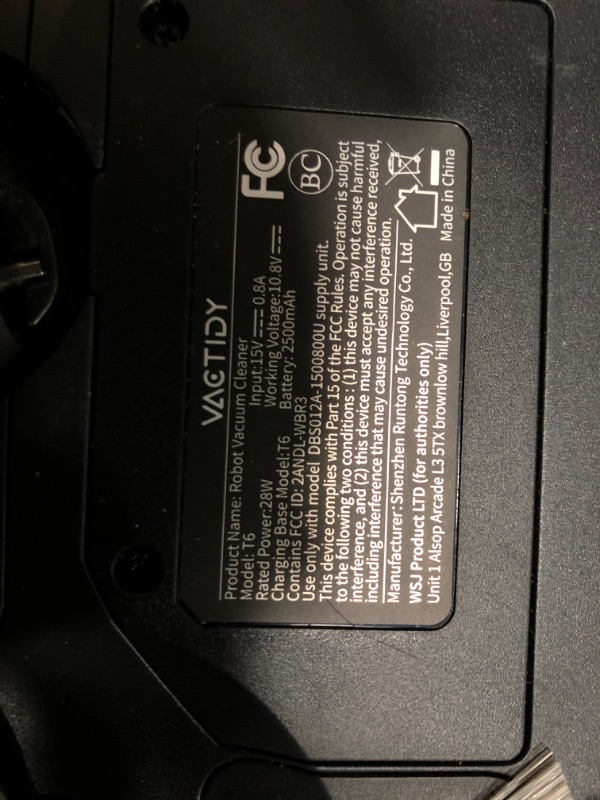 VACTIDY
Product Name: Robot Vacuum Cleaner
Model: T6 Input:15V 0.8A
Rated Power:28W Working Voltage:10.8V
Charging Base Model:T6 Battery: 2500mAh
Contains FCC ID: 2ANDL-WBR3
Use only with model DBS012A-1500800U supply unit.
This device complies with Part 15 of the FCC Rules. Operation is subject
to the following two conditions : (1) this device may not cause harmful
interference, and (2) this device must accept any interference received,
including interference that may cause undesired operation.
Manufacturer:Shenzhen Runtong Technology Co., Ltd.
WSJ Product LTD (for authorities only)
Unit 1 Alsop Arcade L3 5TX brownlow hill,Liverpool,GB Made in China
FC
BC